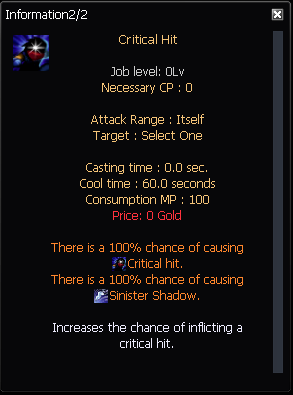 Information2/2
Critical Hit
Job level: 0Lv
Necessary CP : 0
Attack Range : Itself
Target : Select One
Casting time : 0.0 sec.
Cool time : 60.0 seconds
Consumption MP : 100
Price: 0 Gold
There is a 100% chance of causing
Critical hit.
There is a 100% chance of causing
Sinister Shadow.
Increases the chance of inflicting a
critical hit.